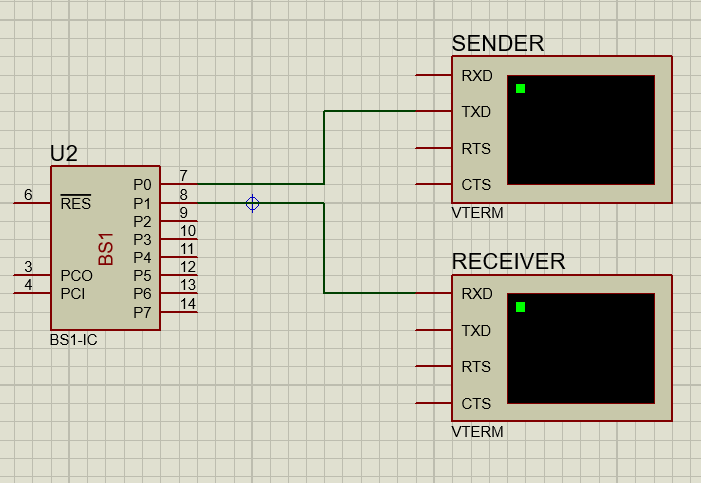 SENDER
RXD
TXD
RTS
CTS
VTERM
U2
BS1
BS1-IC
6 RES
3 PCO
4 PCI
P0 7
P1 8
P2 9
P3 10
P4 11
P5 12
P6 13
P7 14
RECEIVER
RXD
TXD
RTS
CTS
VTERM